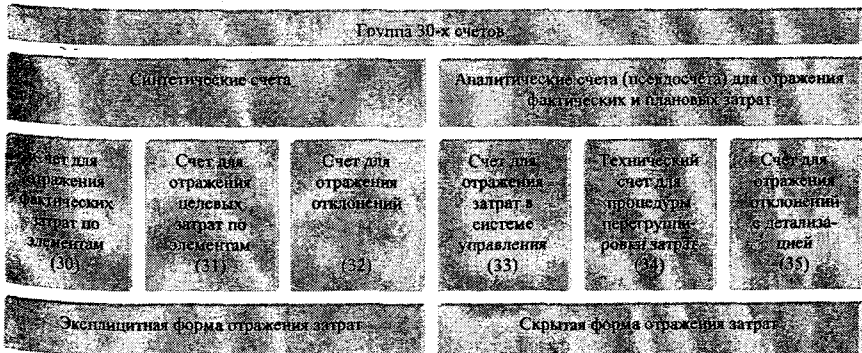 Группа 30-х счетов
Синтетические счета
Аналитические счета (псевдосчета) для отражения
фактических и плановых затрат
Счет для
отражения
фактических
затрат по
элементам
(30)
Счет для
отражения
целевых
затрат по
элементам
(31)
Счет для
отражения
отклонений
(32)
Счет для
отражения
затрат в
системе
управления
(33)
Технический
счет для
процедуры
перегруппи-
ровки затрат
(34)
Счет для
отражения
отклонений
с детализа-
цией
(35)
Эксплицитная форма отражения затрат
Скрытая форма отражения затрат